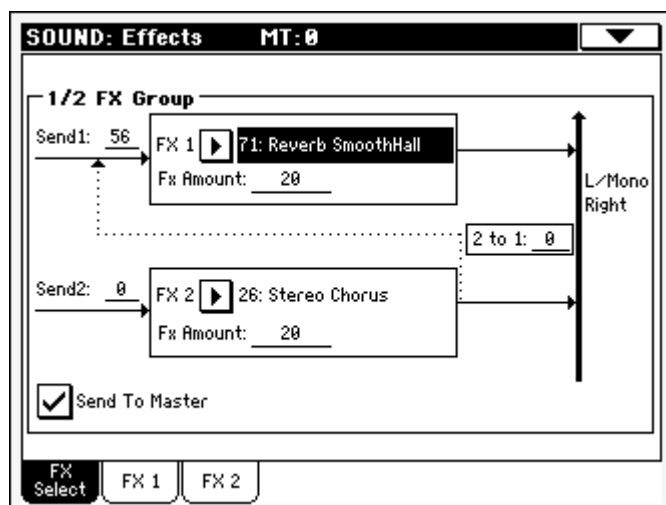 SOUND: Effects MT:0
1/2 FX Group
Send1: 56
FX 1 71: Reverb SmoothHall
Fx Amount: 20
L/Mono
Right
2 to 1: 0
Send2: 0
FX 2 26: Stereo Chorus
Fx Amount: 20
Send To Master
FX
Select
FX 1
FX 2